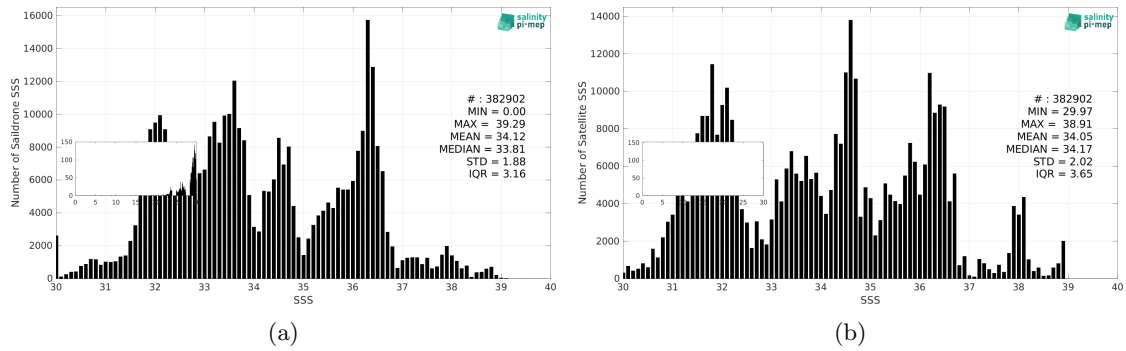 16000
14000
12000
10000
8000
6000
4000
2000
0
Number of Saildrone SSS
salinity
pi-mep
# : 382902
MIN = 0.00
MAX = 39.29
MEAN = 34.12
MEDIAN = 33.81
STD = 1.88
IQR = 3.16
150
100
50
0
0 5 10 15 20 25 30
30 31 32 33 34 35 36 37 38 39 40
SSS
(a)
14000
12000
10000
8000
6000
4000
2000
0
Number of Satellite SSS
salinity
pi-mep
# : 382902
MIN = 29.97
MAX = 38.91
MEAN = 34.05
MEDIAN = 34.17
STD = 2.02
IQR = 3.65
150
100
50
0
0 5 10 15 20 25 30
30 31 32 33 34 35 36 37 38 39 40
SSS
(b)